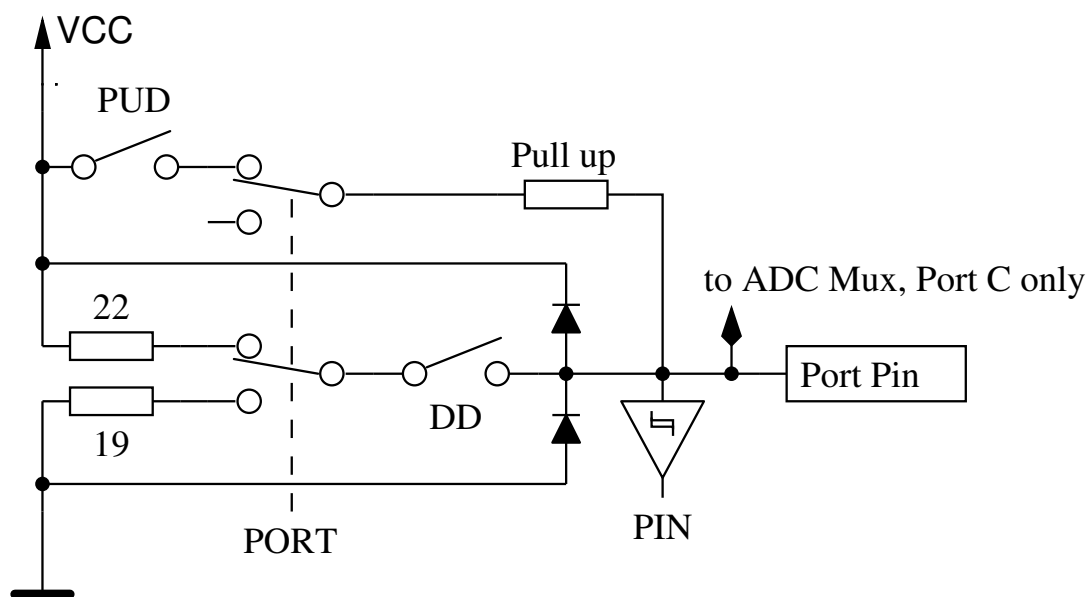 VCC
PUD
Pull up
to ADC Mux, Port C only
22
Port Pin
DD
19
PORT
PIN